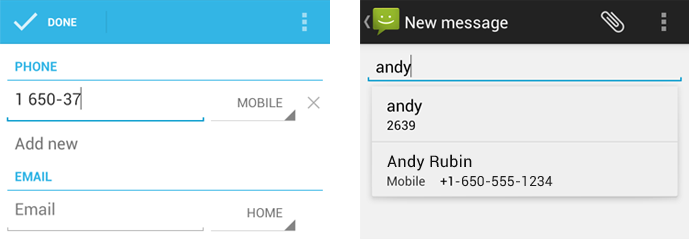 DONE
PHONE
1 650-37
MOBILE
Add new
EMAIL
Email
HOME
New message
andy
andy
2639
Andy Rubin
Mobile +1-650-555-1234